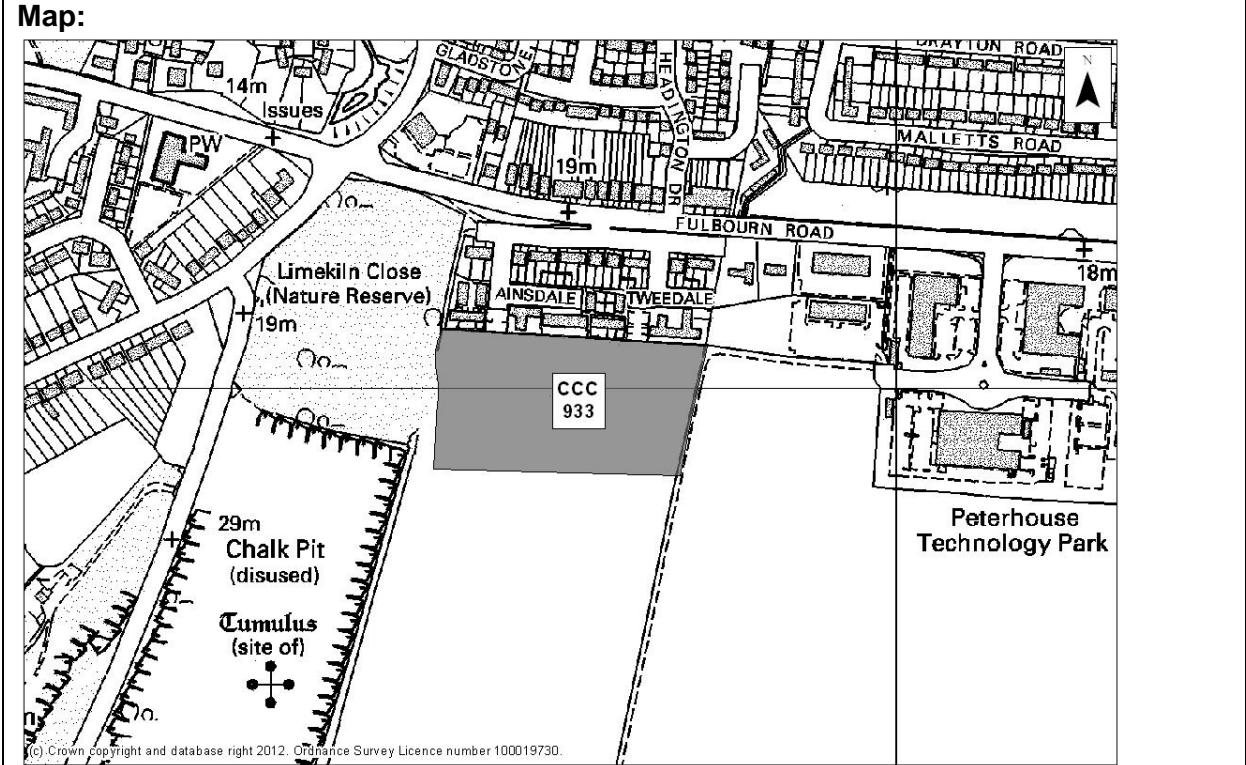 Map:
GLADSTONE
HEADINGTON DR
DRAYTON ROAD
N
14m
Issues
MALLETTS ROAD
PW
19m
FULBOURN ROAD
Limekiln Close
(Nature Reserve)
AINSDALE
TWEEDALE
18m
19m
CCC
933
29m
Chalk Pit
(disused)
Peterhouse
Technology Park
Tumulus
(site of)
(c) Crown copyright and database right 2012. Ordnance Survey Licence number 100019730.